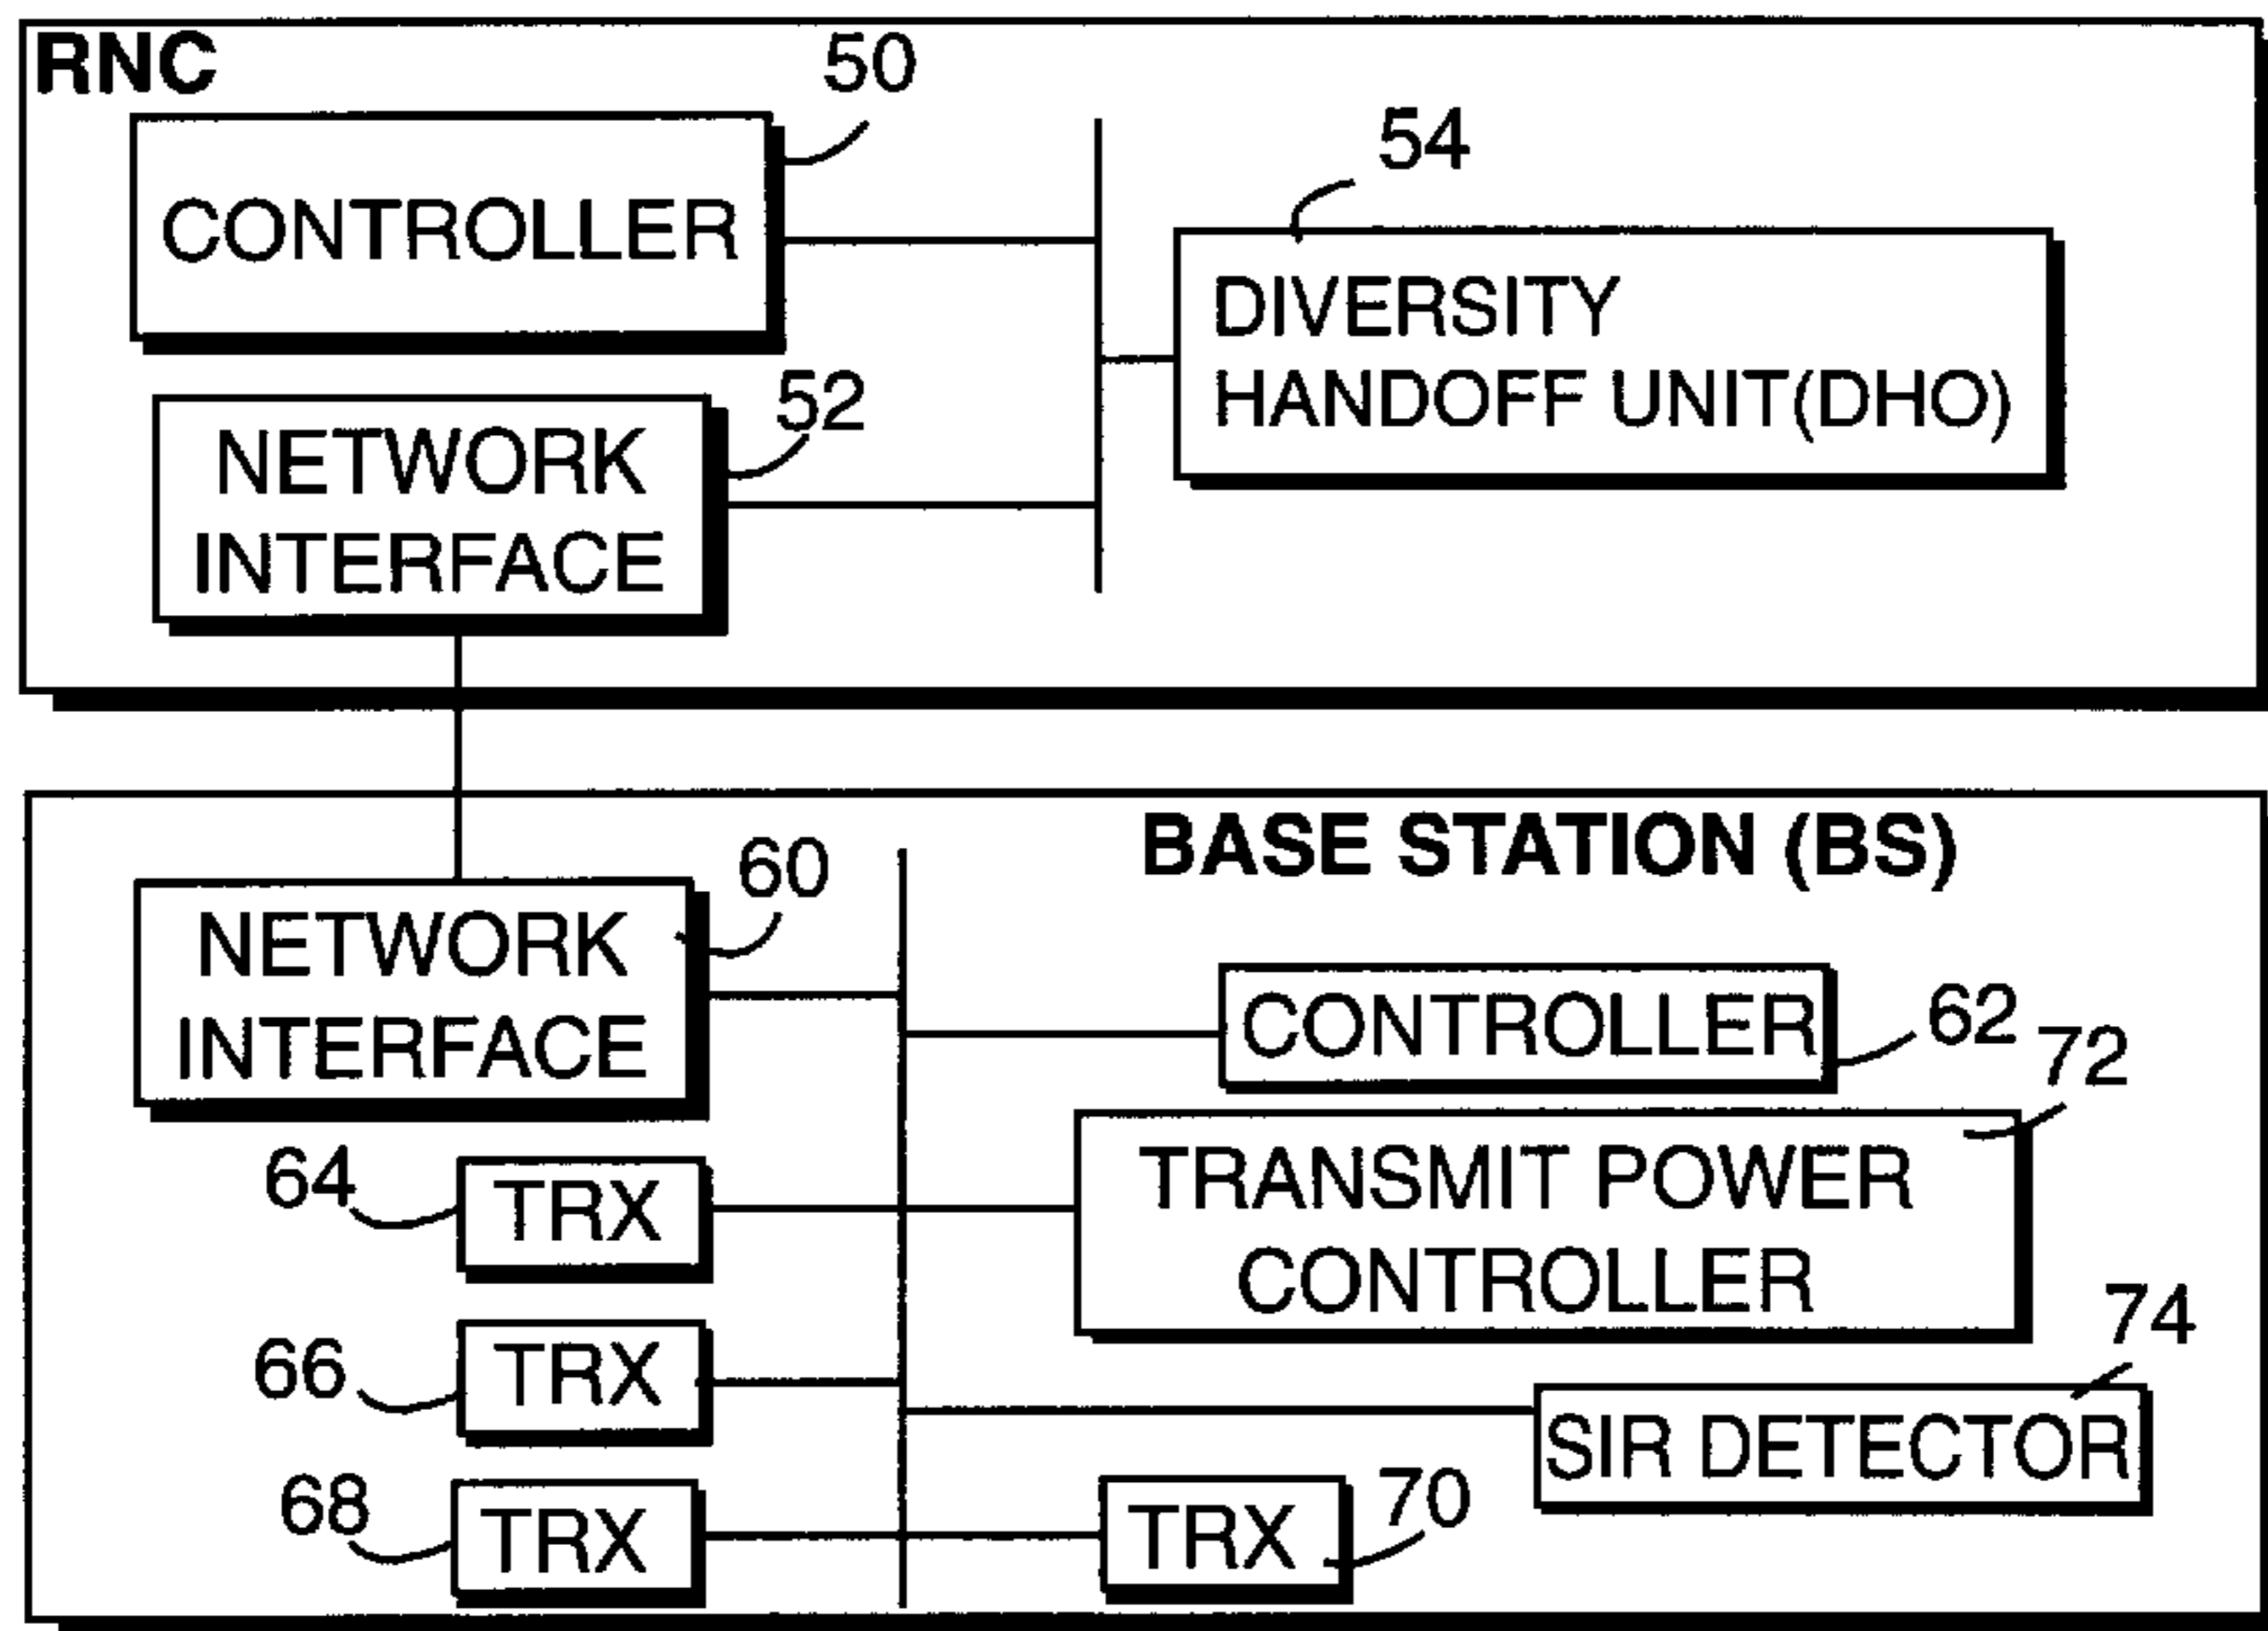 RNC
50
CONTROLLER
54
DIVERSITY
HANDOFF UNIT(DHO)
52
NETWORK
INTERFACE
BASE STATION (BS)
60
NETWORK
INTERFACE
CONTROLLER
62
72
TRANSMIT POWER
CONTROLLER
64
TRX
74
66
TRX
SIR DETECTOR
68
TRX
TRX
70